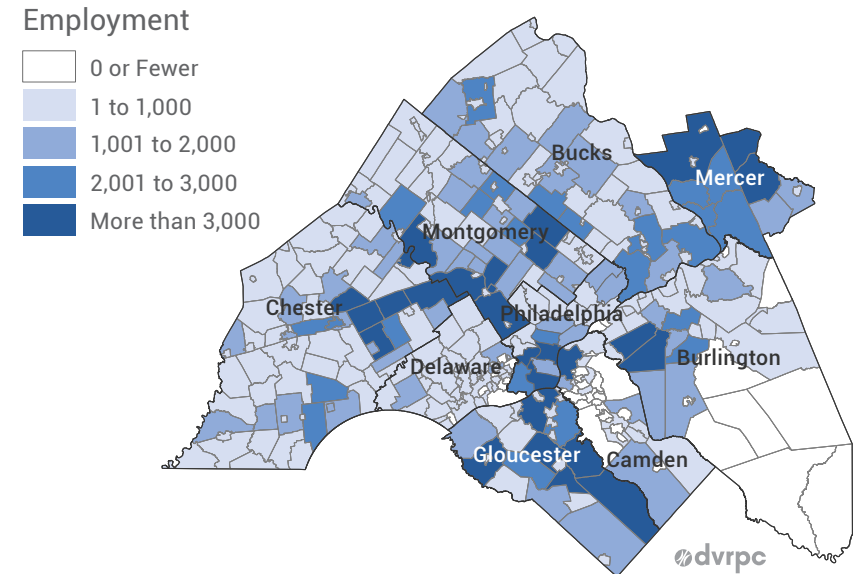 Employment
0 or Fewer
1 to 1,000
1,001 to 2,000
2,001 to 3,000
More than 3,000
Bucks
Mercer
Montgomery
Chester
Philadelphia
Delaware
Burlington
Gloucester
Camden
dvrpc